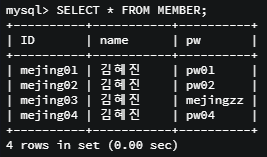 mysql> SELECT * FROM MEMBER;
+----------+--------+----------+
| ID       | name   | pw       |
+----------+--------+----------+
| mejing01 | 김혜진 | pw01     |
| mejing02 | 김혜진 | pw02     |
| mejing03 | 김혜진 | mejingzz |
| mejing04 | 김혜진 | pw04     |
+----------+--------+----------+
4 rows in set (0.00 sec)